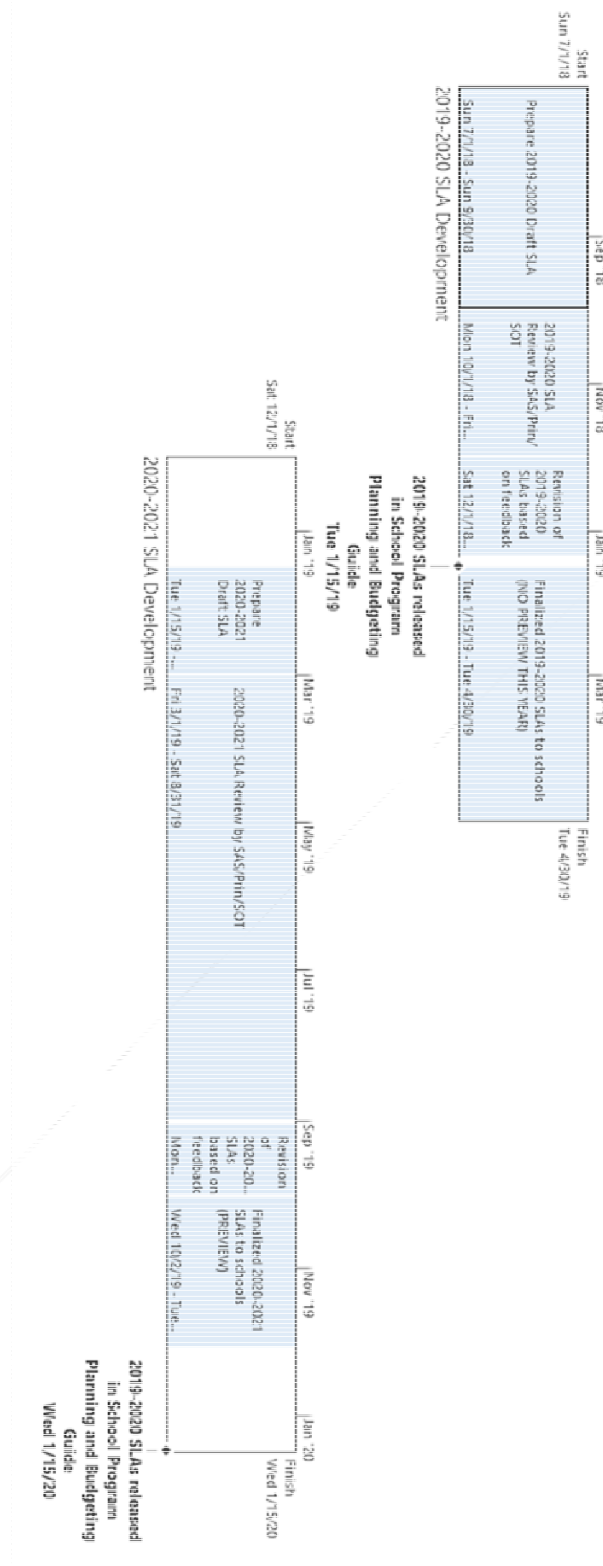 Start
Sun 7/1/18
Sep '18
Nov '18
Jan '19
Mar '19
Finish
Tue 4/30/19
Prepare 2019-2020 Draft SLA
Sun 7/1/18 - Sun 9/30/18
2019-2020 SLA
Review by SAS/Prin/
SOT
Mon 10/1/18 - Fri...
Revision of
2019-2020
SLAs based
on feedback
Sat 12/1/18...
Finalized 2019-2020 SLAs to schools
(NO PREVIEW THIS YEAR)
Tue 1/15/19 - Tue 4/30/19
2019-2020 SLA Development
2019-2020 SLAs released
in School Program
Planning and Budgeting
Guide
Tue 1/15/19
Start
Sat 12/1/18
Jan '19
Mar '19
May '19
Jul '19
Sep '19
Nov '19
Jan '20
Finish
Wed 1/15/20
Prepare
2020-2021
Draft SLA
Tue 1/15/19 -...
2020-2021 SLA Review by SAS/Prin/SOT
Fri 3/1/19 - Sat 8/31/19
Revision
of
2020-20...
SLAs
based on
feedback
Mon...
Finalized 2020-2021
SLAs to schools
(PREVIEW)
Wed 10/2/19 - Tue...
2020-2021 SLA Development
2019-2020 SLAs released
in School Program
Planning and Budgeting
Guide
Wed 1/15/20